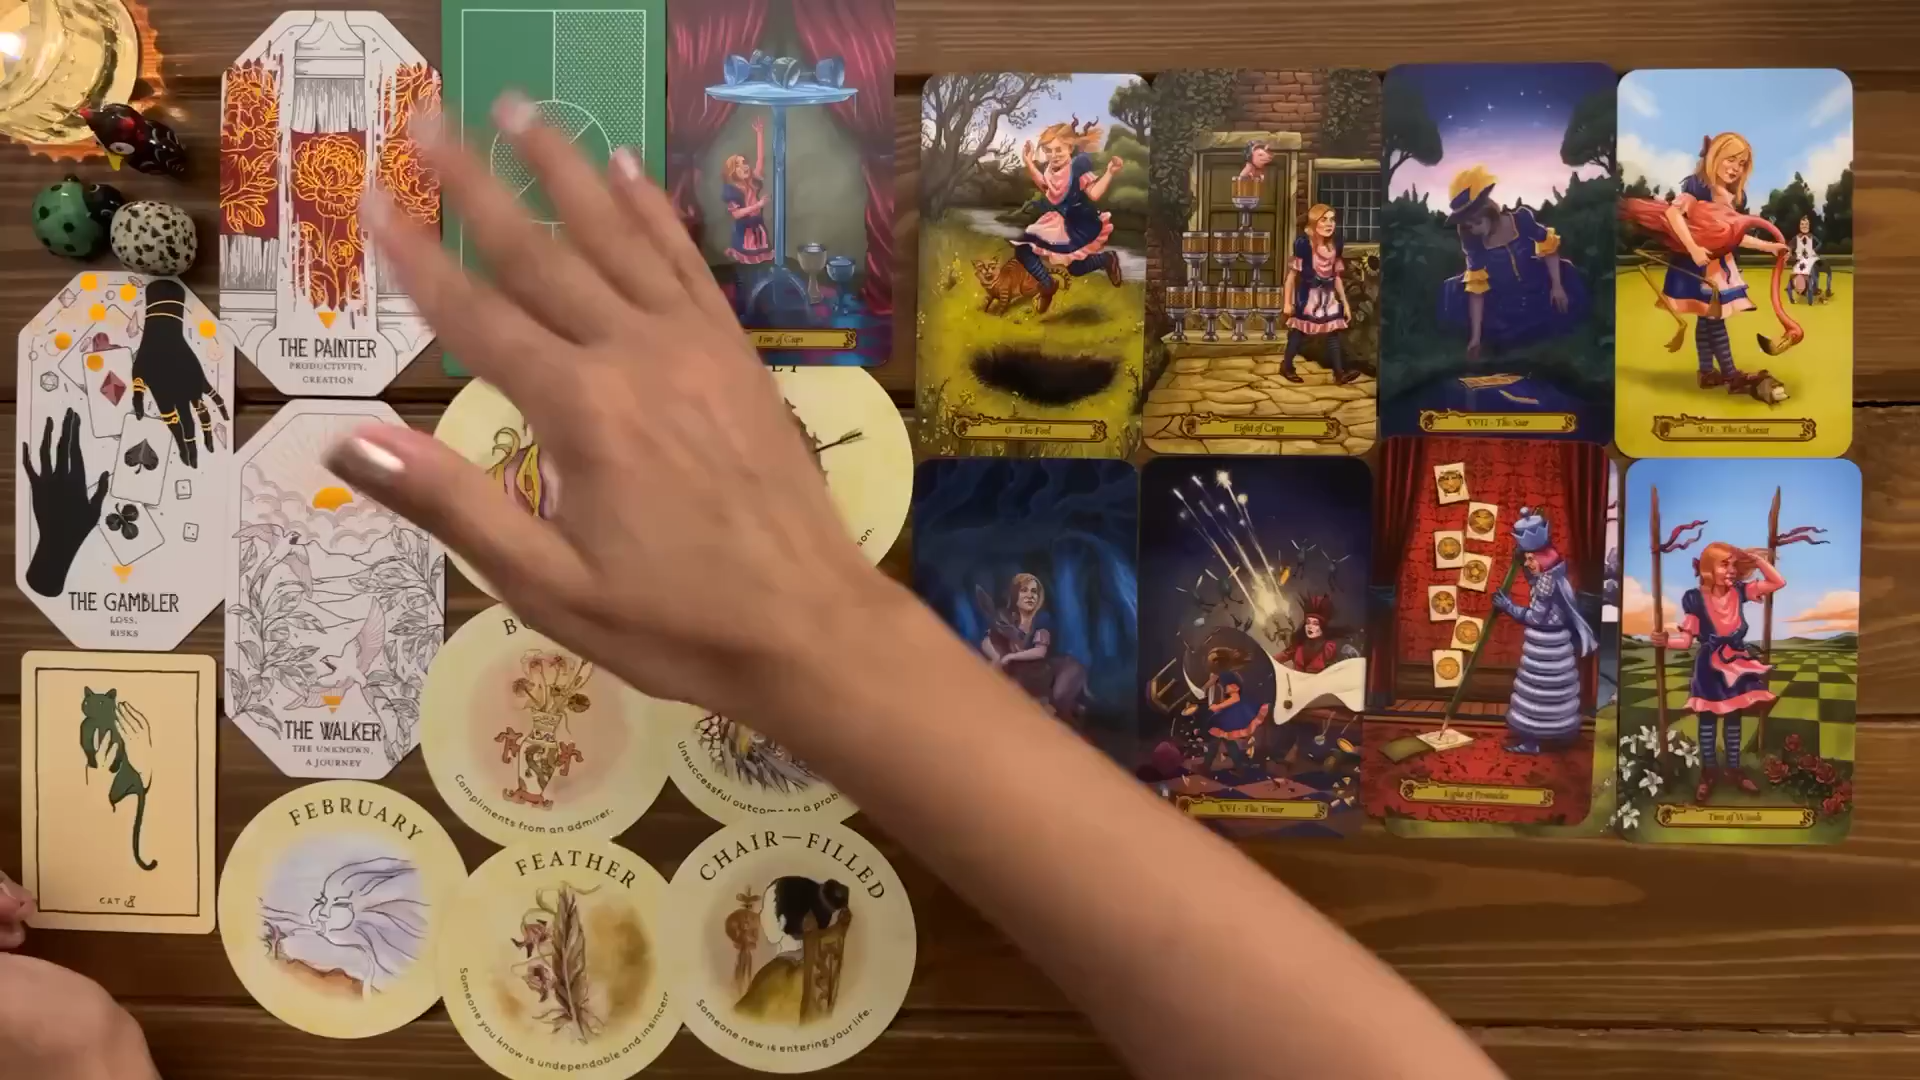 THE PAINTER
PRODUCTIVITY,
CREATION
THE GAMBLER
LOSS,
RISKS
THE WALKER
THE UNKNOWN,
A JOURNEY
CAT
FEBRUARY
Compliments from an admirer.
FEATHER
Someone you know is undependable and
CHAIR—FILLED
Someone new is entering your life.
Unsuccessful outcome to a
of Cups
0 · The Fool
Eight of Cups
XVII · The Star
VII · The Chariot
XVI · The Tower
Eight of Pentacles
Two of Wands